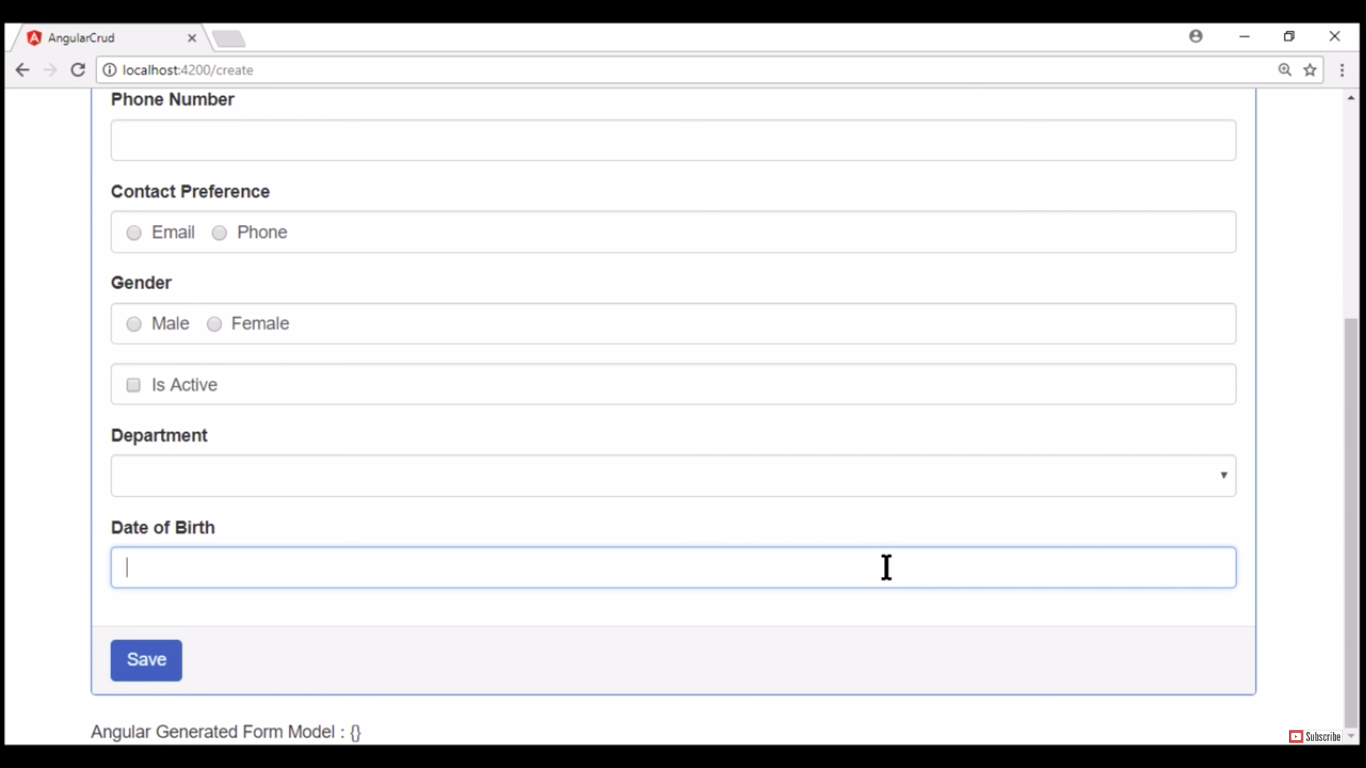 AngularCrud
localhost:4200/create
Phone Number
Contact Preference
Email Phone
Gender
Male Female
Is Active
Department
Date of Birth
Save
Angular Generated Form Model : {}
Subscribe